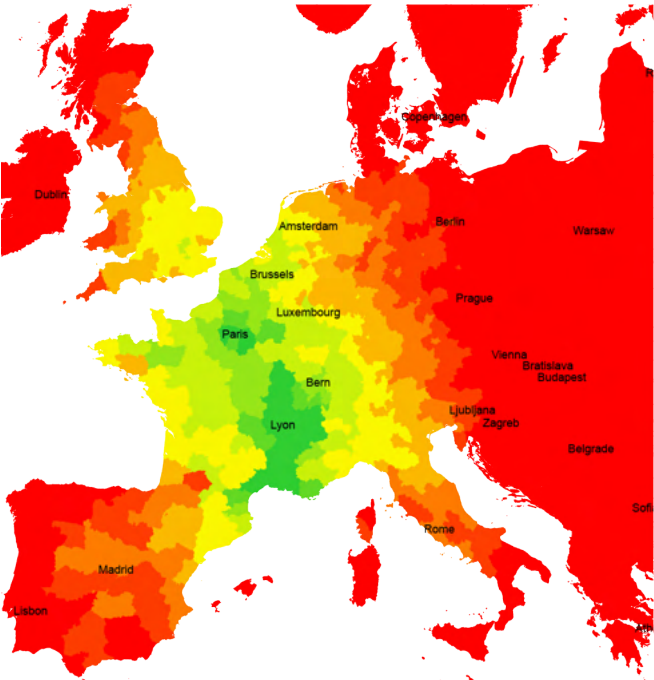 Copenhagen
Dublin
Berlin
Amsterdam
Warsaw
Brussels
Prague
Luxembourg
Paris
Vienna
Bratislava
Budapest
Bern
Ljubljana
Zagreb
Lyon
Belgrade
Rome
Madrid
Lisbon